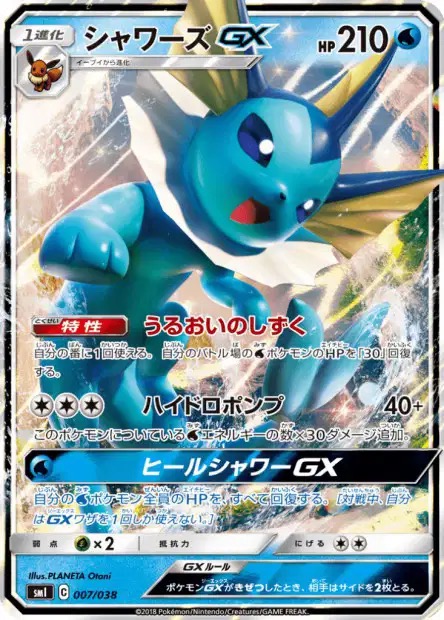 1進化 シャワーズGX HP210
イーブイから進化
とくせい
特性 うるおいのしずく
自分の番に1回使える。自分のバトル場の水ポケモンのHPを「30」回復
する。
ハイドロポンプ 40+
このポケモンについている水エネルギーの数×30ダメージ追加。
ヒールシャワーGX
自分の水ポケモン全員のHPを、すべて回復する。[対戦中、自分
はGXワザを1回しか使えない。]
弱点 ×2 抵抗力 にげる
Illus.PLANETA Otani
GXルール
ポケモンGXがきぜつしたとき、相手はサイドを2枚とる。
SMI C 007/038
©2018 Pokémon/Nintendo/Creatures/GAME FREAK.